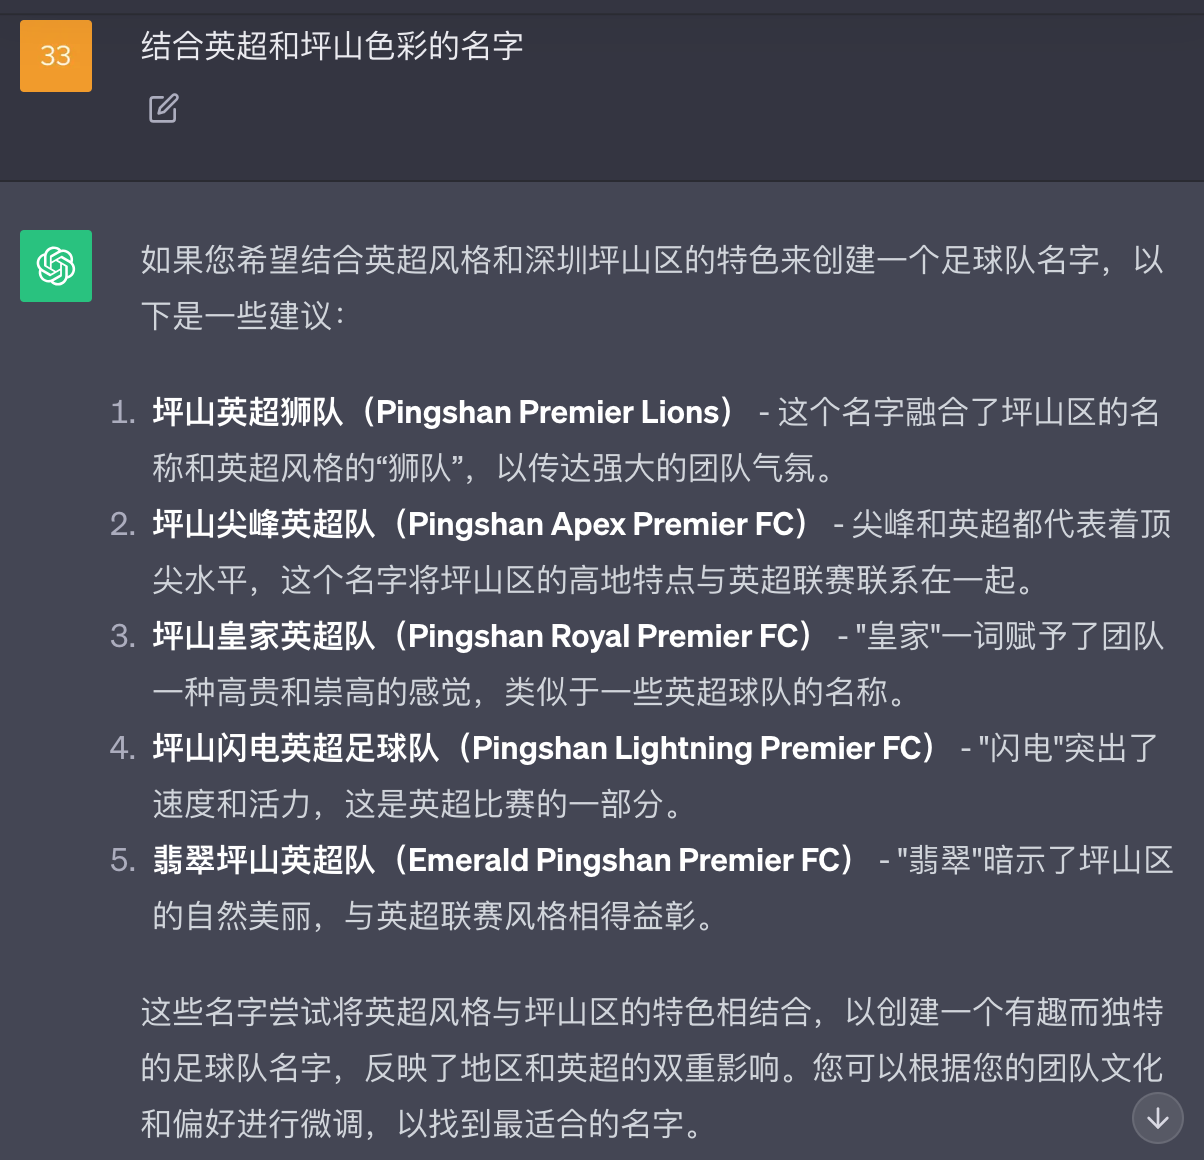 33
结合英超和坪山色彩的名字
如果您希望结合英超风格和深圳坪山区的特色来创建一个足球队名字，以
下是一些建议：
1. 坪山英超狮队（Pingshan Premier Lions） - 这个名字融合了坪山区的名
称和英超风格的“狮队”，以传达强大的团队气氛。
2. 坪山尖峰英超队（Pingshan Apex Premier FC） - 尖峰和英超都代表着顶
尖水平，这个名字将坪山区的高地特点与英超联赛联系在一起。
3. 坪山皇家英超队（Pingshan Royal Premier FC） - "皇家"一词赋予了团队
一种高贵和崇高的感觉，类似于一些英超球队的名称。
4. 坪山闪电英超足球队（Pingshan Lightning Premier FC） - "闪电"突出了
速度和活力，这是英超比赛的一部分。
5. 翡翠坪山英超队（Emerald Pingshan Premier FC） - "翡翠"暗示了坪山区
的自然美丽，与英超联赛风格相得益彰。
这些名字尝试将英超风格与坪山区的特色相结合，以创建一个有趣而独特
的足球队名字，反映了地区和英超的双重影响。您可以根据您的团队文化
和偏好进行微调，以找到最适合的名字。